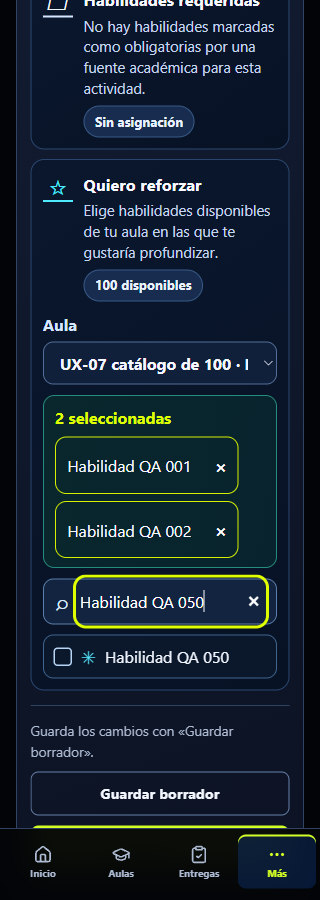 Habilidades requeridas
No hay habilidades marcadas
como obligatorias por una
fuente académica para esta
actividad.
Sin asignación
Quiero reforzar
Elige habilidades disponibles
de tu aula en las que te
gustaría profundizar.
100 disponibles
Aula
UX-07 catálogo de 100 ·
2 seleccionadas
Habilidad QA 001 ×
Habilidad QA 002 ×
Habilidad QA 050 ×
Habilidad QA 050
Guarda los cambios con «Guardar
borrador».
Guardar borrador
Inicio Aulas Entregas Más